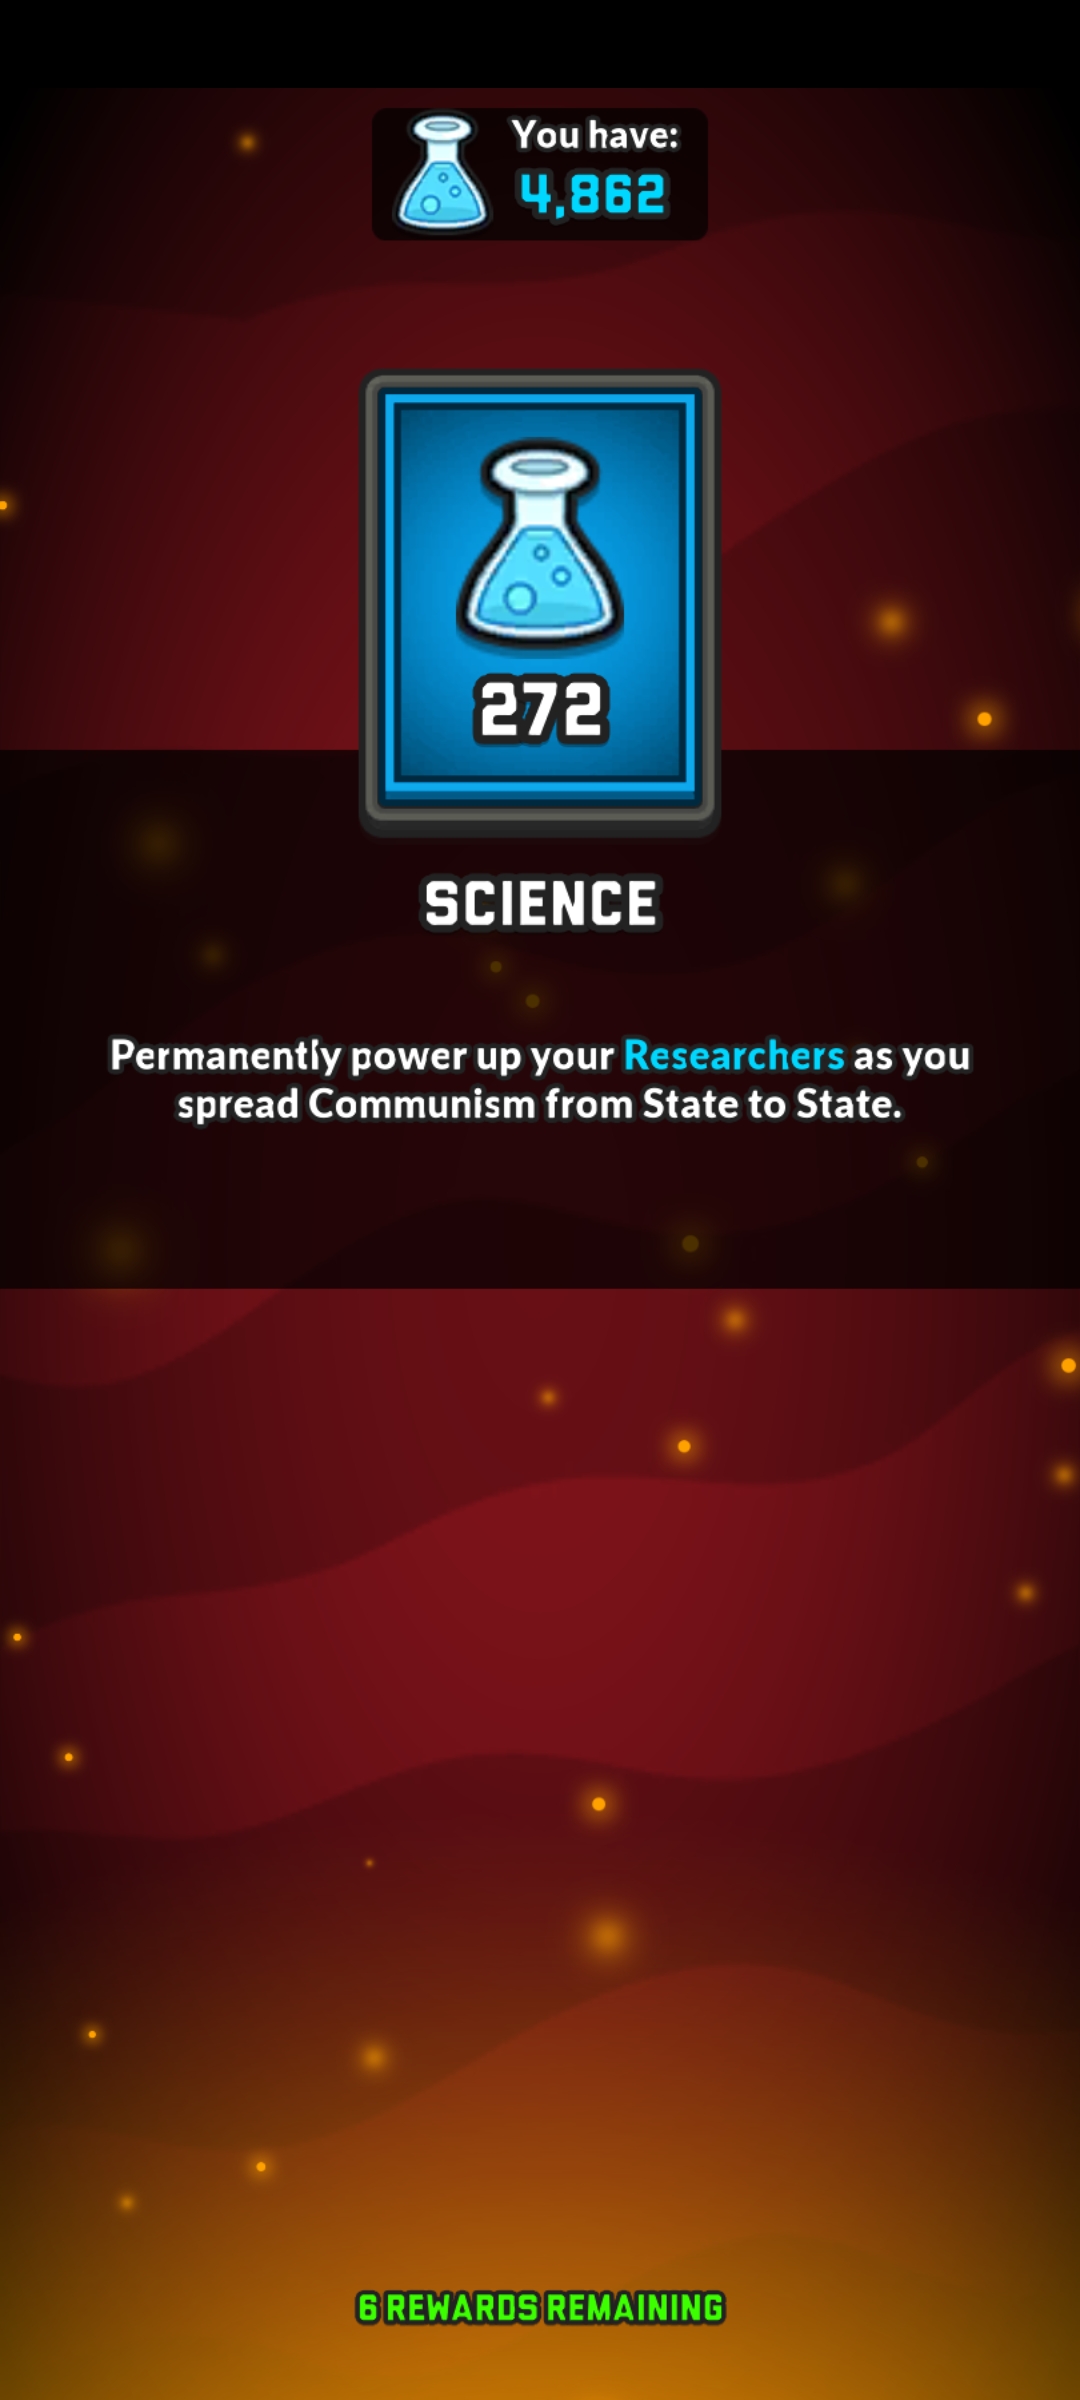 You have:
4,862
272
SCIENCE
Permanently power up your Researchers as you
spread Communism from State to State.
6 REWARDS REMAINING